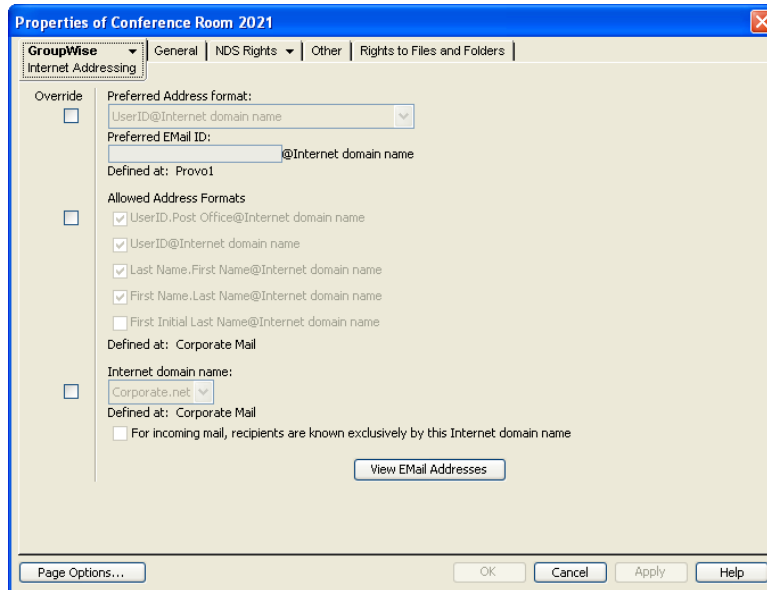 Properties of Conference Room 2021
GroupWise General NDS Rights Other Rights to Files and Folders
Internet Addressing
Override Preferred Address format:
UserID@Internet domain name
Preferred EMail ID:
@Internet domain name
Defined at: Provo1
Allowed Address Formats
UserID.Post Office@Internet domain name
UserID@Internet domain name
Last Name.First Name@Internet domain name
First Name.Last Name@Internet domain name
First Initial Last Name@Internet domain name
Defined at: Corporate Mail
Internet domain name:
Corporate.net
Defined at: Corporate Mail
For incoming mail, recipients are known exclusively by this Internet domain name
View EMail Addresses
Page Options... OK Cancel Apply Help